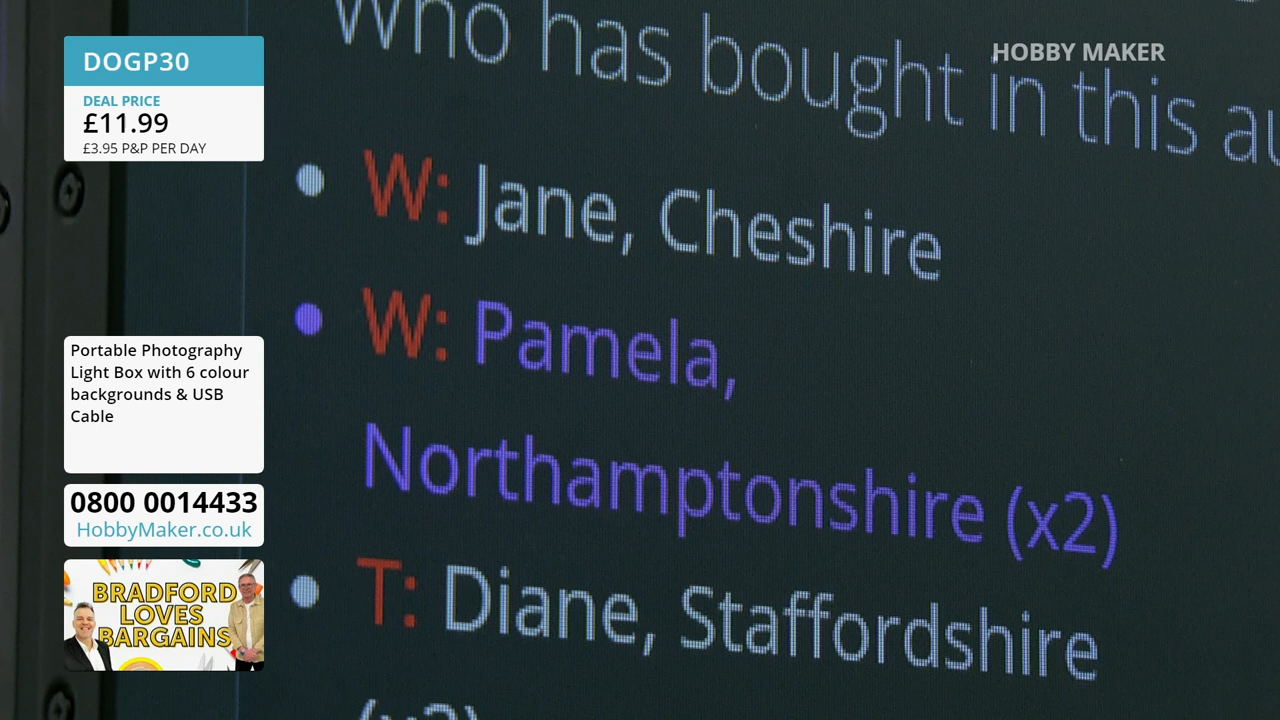 DOGP30
DEAL PRICE
£11.99
£3.95 P&P PER DAY
Portable Photography
Light Box with 6 colour
backgrounds & USB
Cable
0800 0014433
HobbyMaker.co.uk
BRADFORD
LOVES
BARGAINS
HOBBY MAKER
Who has bought in this au
W: Jane, Cheshire
W: Pamela,
Northamptonshire (x2)
T: Diane, Staffordshire